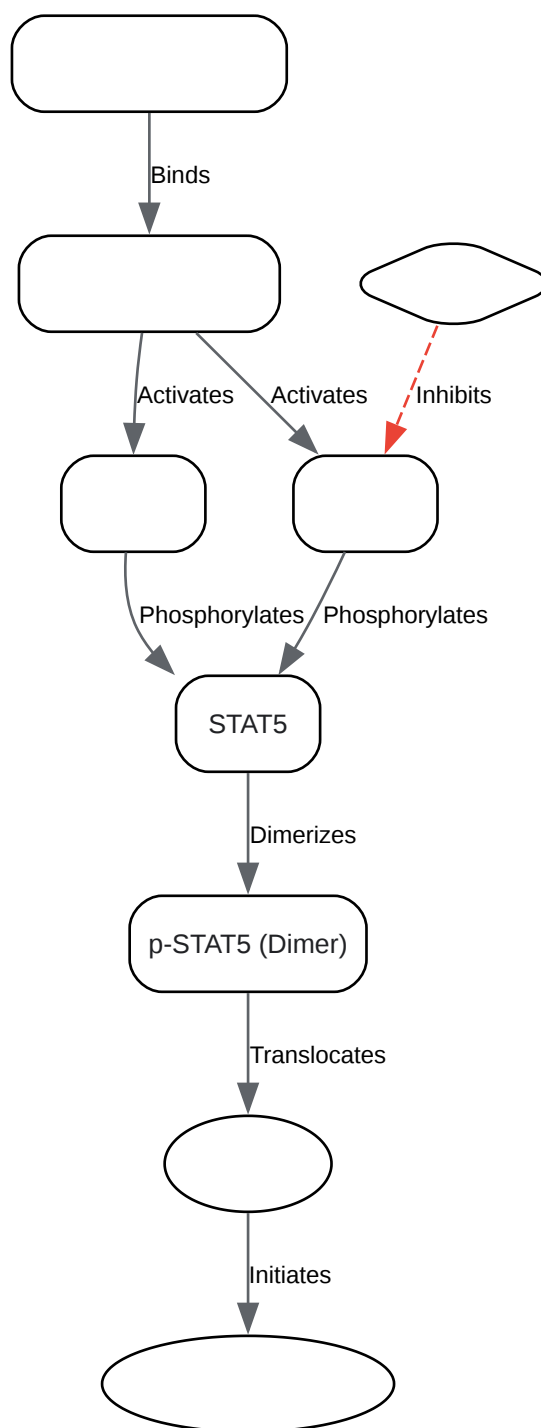 Binds
Activates
Activates
Inhibits
Phosphorylates
Phosphorylates
STAT5
Dimerizes
p-STAT5 (Dimer)
Translocates
Initiates